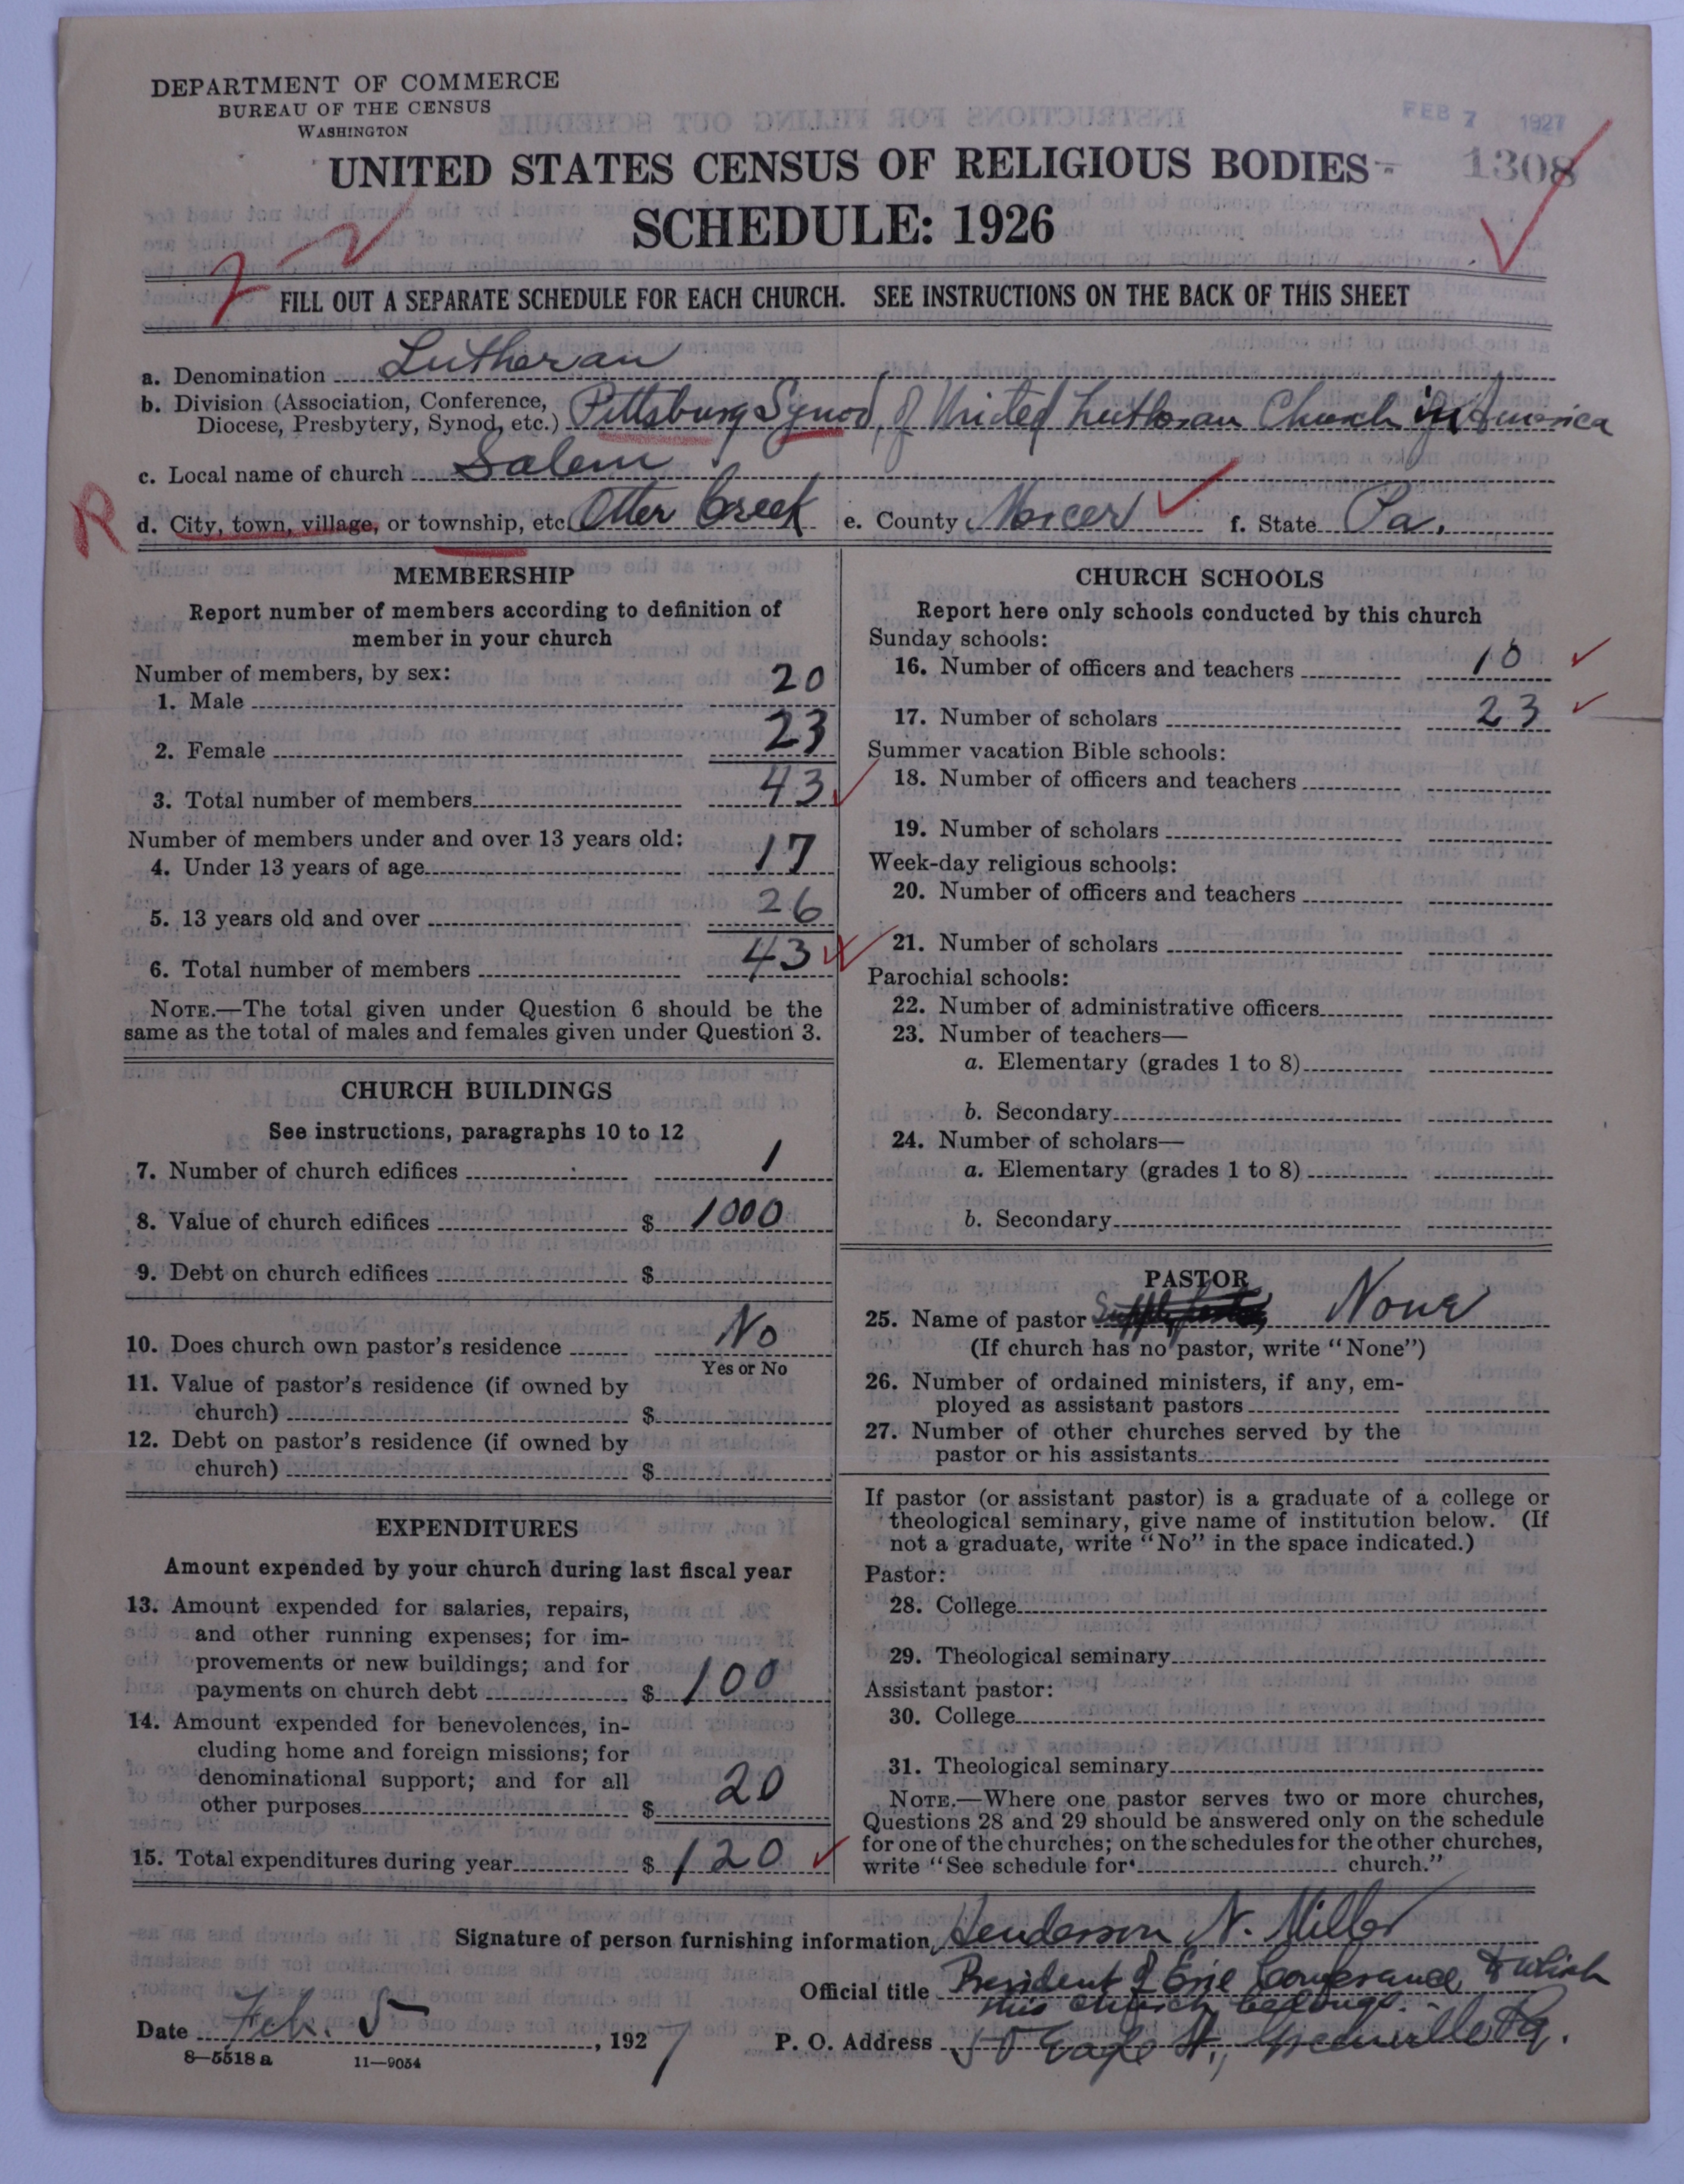 DEPARTMENT OF COMMERCE
BUREAU OF THE CENSUS
WASHINGTON
FEB 7 1927
1308
UNITED STATES CENSUS OF RELIGIOUS BODIES
SCHEDULE: 1926
FILL OUT A SEPARATE SCHEDULE FOR EACH CHURCH. SEE INSTRUCTIONS ON THE BACK OF THIS SHEET
a. Denomination Lutheran
b. Division (Association, Conference,
Diocese, Presbytery, Synod, etc.) Pittsburg Synod, of United Lutheran Church in America
c. Local name of church Salem
R d. City, town, village, or township, etc. Otter Creek e. County Mercer f. State Pa.
MEMBERSHIP
Report number of members according to definition of
member in your church
Number of members, by sex:
1. Male 20
2. Female 23
3. Total number of members 43
Number of members under and over 13 years old:
4. Under 13 years of age 17
5. 13 years old and over 26
6. Total number of members 43
NOTE.—The total given under Question 6 should be the
same as the total of males and females given under Question 3.
CHURCH BUILDINGS
See instructions, paragraphs 10 to 12
7. Number of church edifices 1
8. Value of church edifices $ 1000
9. Debt on church edifices $
10. Does church own pastor's residence No
Yes or No
11. Value of pastor's residence (if owned by
church) $
12. Debt on pastor's residence (if owned by
church) $
EXPENDITURES
Amount expended by your church during last fiscal year
13. Amount expended for salaries, repairs,
and other running expenses; for im-
provements or new buildings; and for
payments on church debt $ 100
14. Amount expended for benevolences, in-
cluding home and foreign missions; for
denominational support; and for all
other purposes $ 20
15. Total expenditures during year $ 120
CHURCH SCHOOLS
Report here only schools conducted by this church
Sunday schools:
16. Number of officers and teachers 10
17. Number of scholars 23
Summer vacation Bible schools:
18. Number of officers and teachers
19. Number of scholars
Week-day religious schools:
20. Number of officers and teachers
21. Number of scholars
Parochial schools:
22. Number of administrative officers
23. Number of teachers—
a. Elementary (grades 1 to 8)
b. Secondary
24. Number of scholars—
a. Elementary (grades 1 to 8)
b. Secondary
PASTOR
25. Name of pastor None
(If church has no pastor, write "None")
26. Number of ordained ministers, if any, em-
ployed as assistant pastors
27. Number of other churches served by the
pastor or his assistants
If pastor (or assistant pastor) is a graduate of a college or
theological seminary, give name of institution below. (If
not a graduate, write "No" in the space indicated.)
Pastor:
28. College
29. Theological seminary
Assistant pastor:
30. College
31. Theological seminary
NOTE.—Where one pastor serves two or more churches,
Questions 28 and 29 should be answered only on the schedule
for one of the churches; on the schedules for the other churches,
write "See schedule for church."
Signature of person furnishing information Henderson N. Miller
Official title President of Erie Conference, to which
this church belongs.
Date Feb. 5, 1927 P. O. Address St., Meadville Pa.
8—5518 a 11—9054